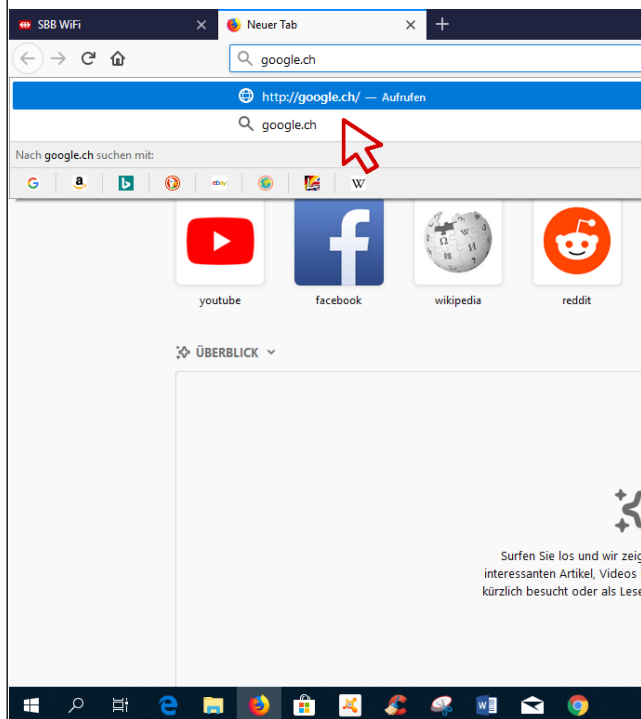 SBB WiFi
Neuer Tab
google.ch
http://google.ch/ — Aufrufen
google.ch
Nach google.ch suchen mit:
G a b ebay W
youtube facebook wikipedia reddit
ÜBERBLICK
Surfen Sie los und wir zeig
interessanten Artikel, Videos
kürzlich besucht oder als Lese